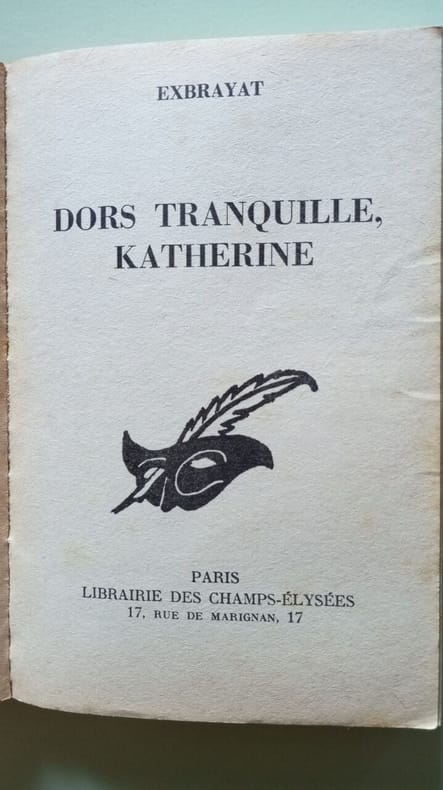 EXBRAYAT
DORS TRANQUILLE,
KATHERINE
PARIS
LIBRAIRIE DES CHAMPS-ÉLYSÉES
17, RUE DE MARIGNAN, 17